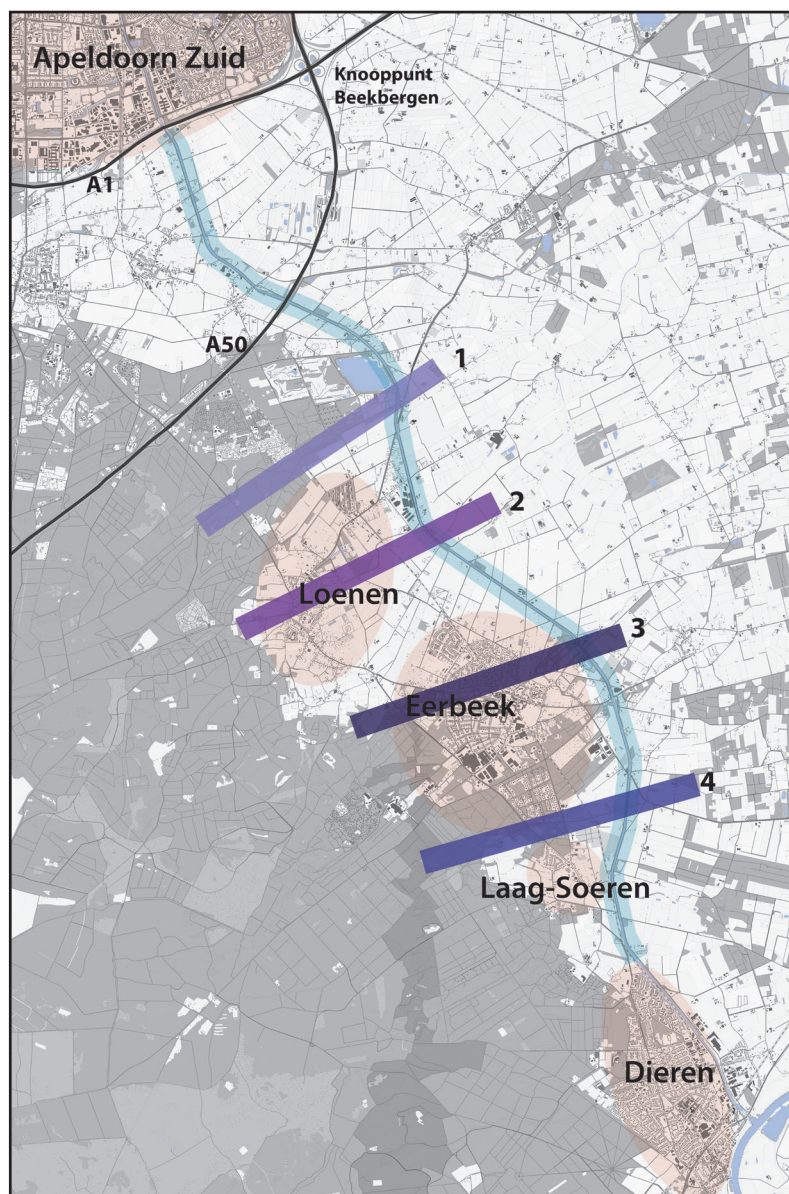 Apeldoorn Zuid
Knooppunt
Beekbergen
A1
A50
1
2
Loenen
3
Eerbeek
4
Laag-Soeren
Dieren